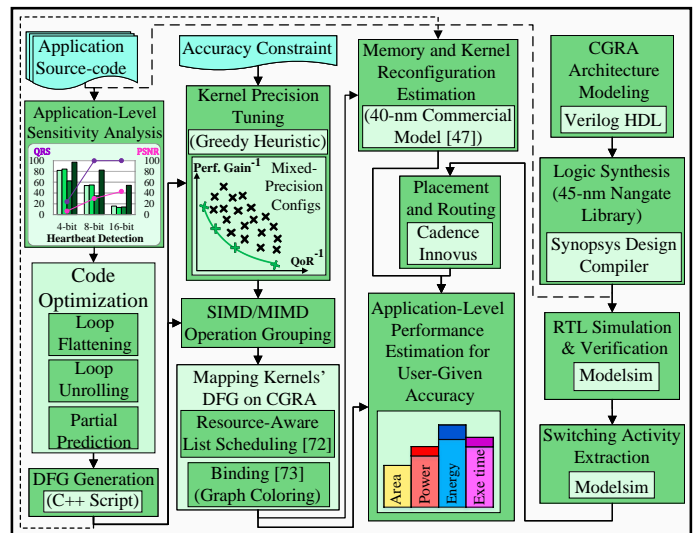 Application
Source-code
Application-Level
Sensitivity Analysis
QRS
PSNR
100
80
60
40
20
0
100
80
60
40
20
0
4-bit 8-bit 16-bit
Heartbeat Detection
Code
Optimization
Loop
Flattening
Loop
Unrolling
Partial
Prediction
DFG Generation
(C++ Script)
Accuracy Constraint
Kernel Precision
Tuning
(Greedy Heuristic)
Perf. Gain⁻¹
Mixed-
Precision
Configs
QoR⁻¹
SIMD/MIMD
Operation Grouping
Mapping Kernels'
DFG on CGRA
Resource-Aware
List Scheduling [72]
Binding [73]
(Graph Coloring)
Memory and Kernel
Reconfiguration
Estimation
(40-nm Commercial
Model [47])
Placement
and Routing
Cadence
Innovus
Application-Level
Performance
Estimation for
User-Given
Accuracy
Area
Power
Energy
Exe time
CGRA
Architecture
Modeling
Verilog HDL
Logic Synthesis
(45-nm Nangate
Library)
Synopsys Design
Compiler
RTL Simulation
& Verification
Modelsim
Switching Activity
Extraction
Modelsim